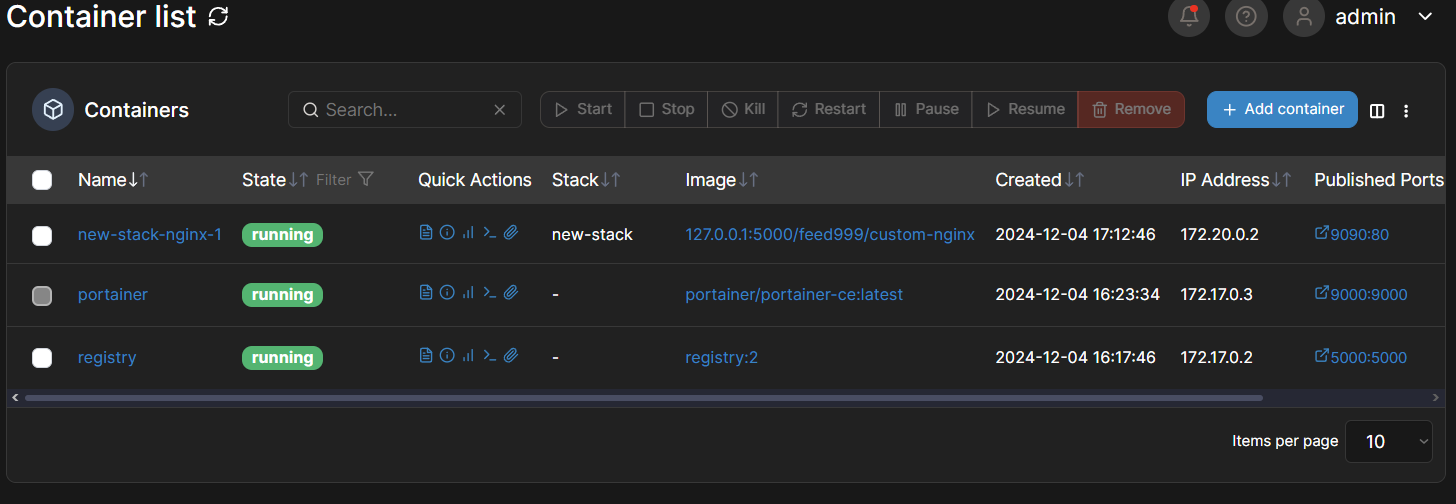 Container list
admin
Containers Search... Start Stop Kill Restart Pause Resume Remove + Add container
Name State Filter Quick Actions Stack Image Created IP Address Published Ports
new-stack-nginx-1 running new-stack 127.0.0.1:5000/feed999/custom-nginx 2024-12-04 17:12:46 172.20.0.2 9090:80
portainer running - portainer/portainer-ce:latest 2024-12-04 16:23:34 172.17.0.3 9000:9000
registry running - registry:2 2024-12-04 16:17:46 172.17.0.2 5000:5000
Items per page 10